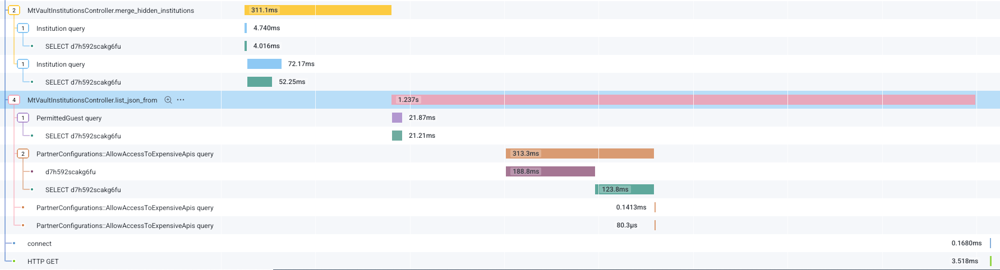 2 MtVaultInstitutionsController.merge_hidden_institutions 311.1ms
1 Institution query 4.740ms
SELECT d7h592scakg6fu 4.016ms
1 Institution query 72.17ms
SELECT d7h592scakg6fu 52.25ms
4 MtVaultInstitutionsController.list_json_from ··· 1.237s
1 PermittedGuest query 21.87ms
SELECT d7h592scakg6fu 21.21ms
2 PartnerConfigurations::AllowAccessToExpensiveApis query 313.3ms
d7h592scakg6fu 188.8ms
SELECT d7h592scakg6fu 123.8ms
PartnerConfigurations::AllowAccessToExpensiveApis query 0.1413ms
PartnerConfigurations::AllowAccessToExpensiveApis query 80.3µs
connect 0.1680ms
HTTP GET 3.518ms